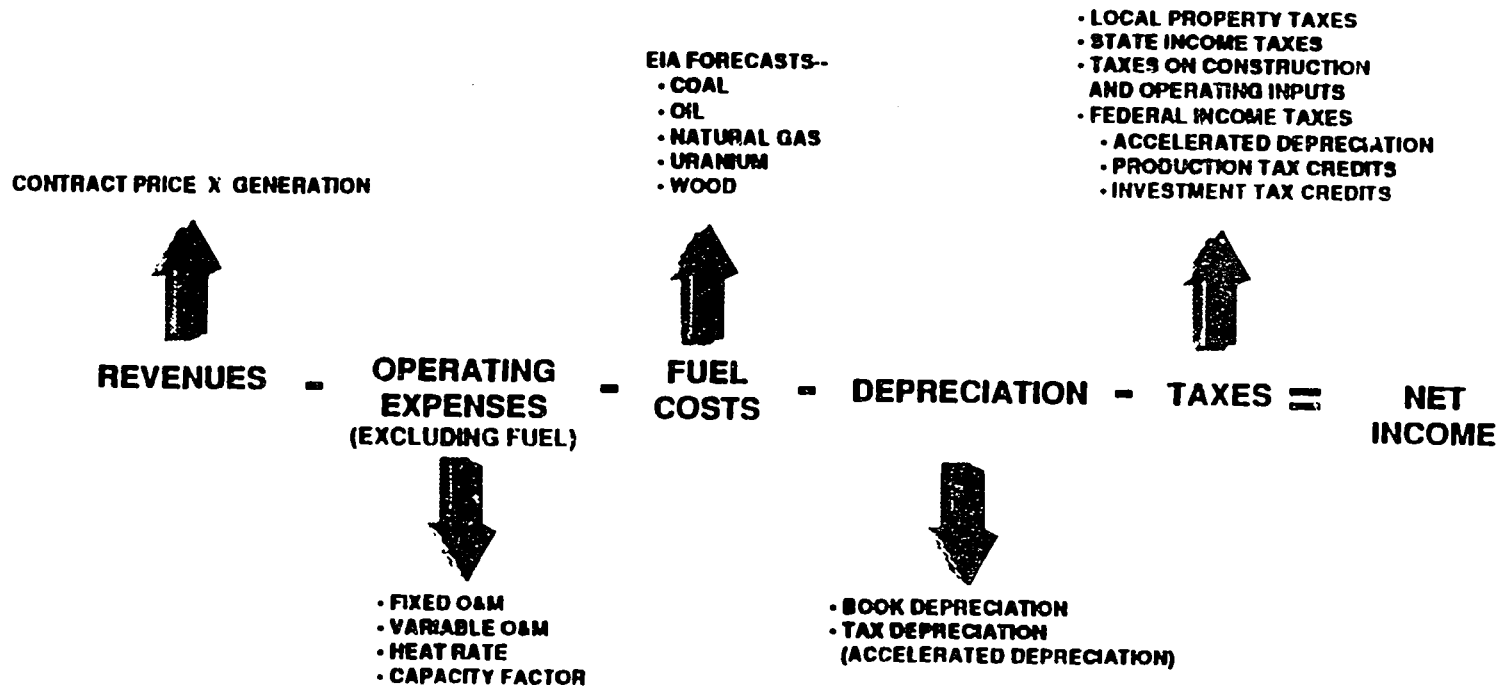 • LOCAL PROPERTY TAXES
• STATE INCOME TAXES
• TAXES ON CONSTRUCTION
AND OPERATING INPUTS
• FEDERAL INCOME TAXES
• ACCELERATED DEPRECIATION
• PRODUCTION TAX CREDITS
• INVESTMENT TAX CREDITS
EIA FORECASTS--
• COAL
• OIL
• NATURAL GAS
• URANIUM
• WOOD
CONTRACT PRICE X GENERATION
REVENUES - OPERATING EXPENSES (EXCLUDING FUEL) - FUEL COSTS - DEPRECIATION - TAXES = NET INCOME
• FIXED O&M
• VARIABLE O&M
• HEAT RATE
• CAPACITY FACTOR
• BOOK DEPRECIATION
• TAX DEPRECIATION
(ACCELERATED DEPRECIATION)